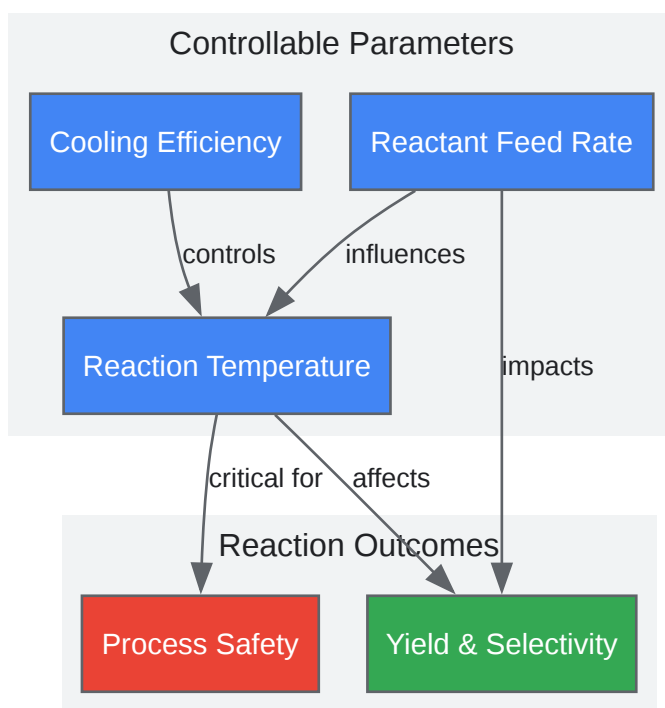 Controllable Parameters
Cooling Efficiency
Reactant Feed Rate
controls
influences
Reaction Temperature
impacts
critical for
affects
Reaction Outcomes
Process Safety
Yield & Selectivity